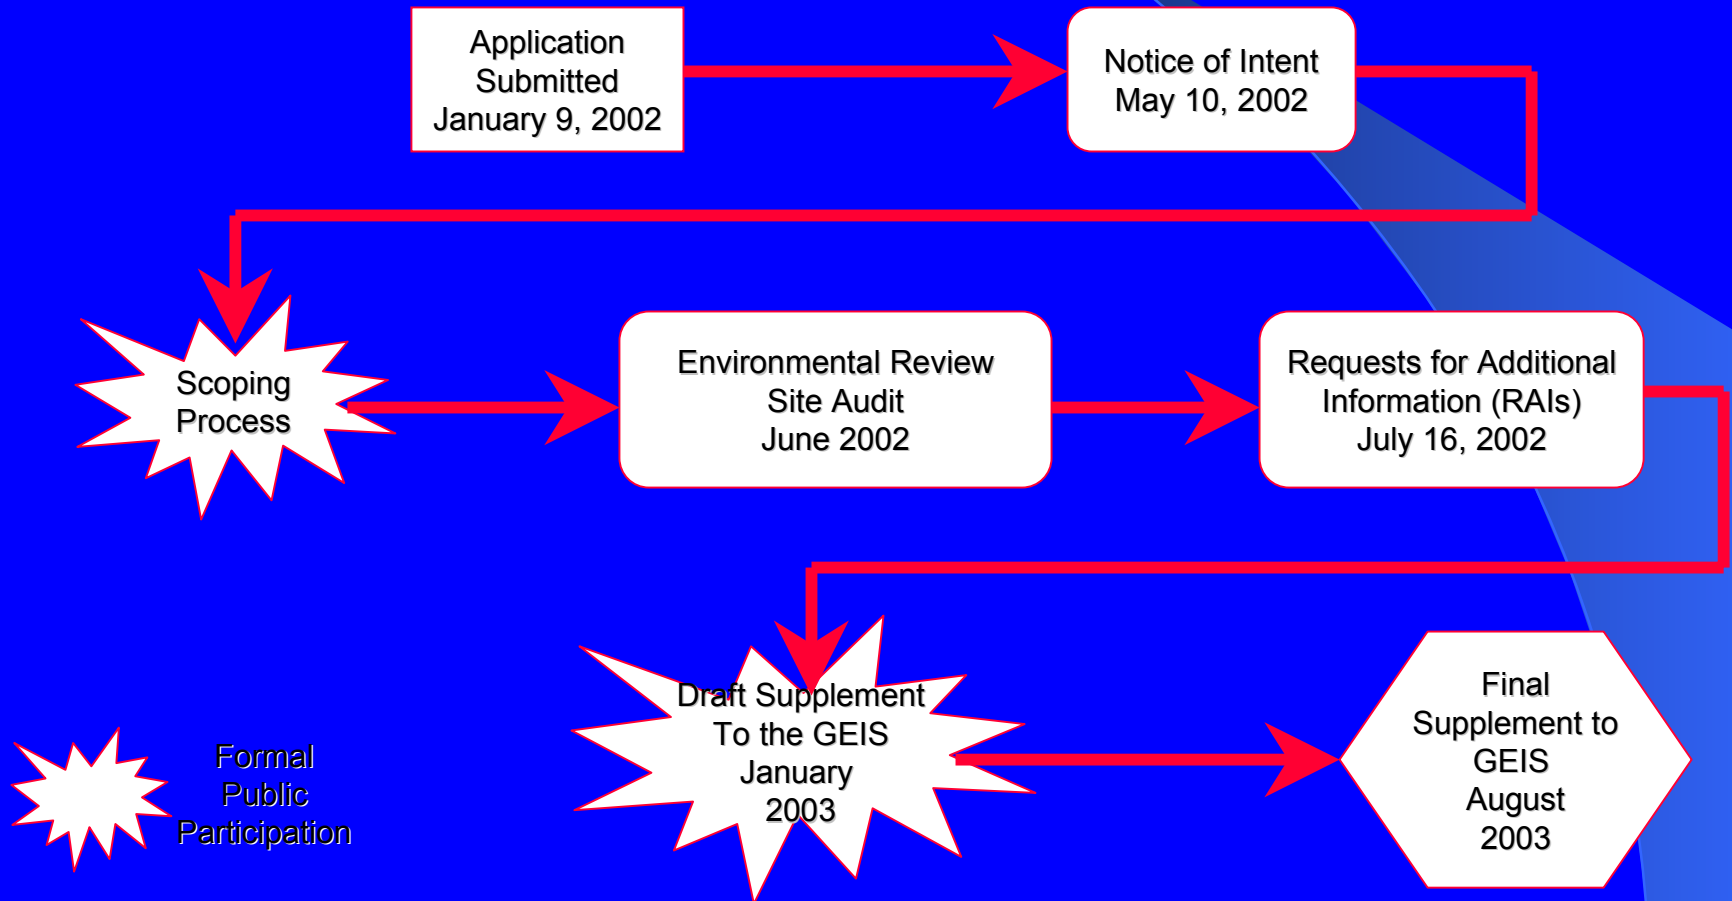 Application
Submitted
January 9, 2002
Notice of Intent
May 10, 2002
Scoping
Process
Environmental Review
Site Audit
June 2002
Requests for Additional
Information (RAIs)
July 16, 2002
Draft Supplement
To the GEIS
January
2003
Final
Supplement to
GEIS
August
2003
Formal
Public
Participation